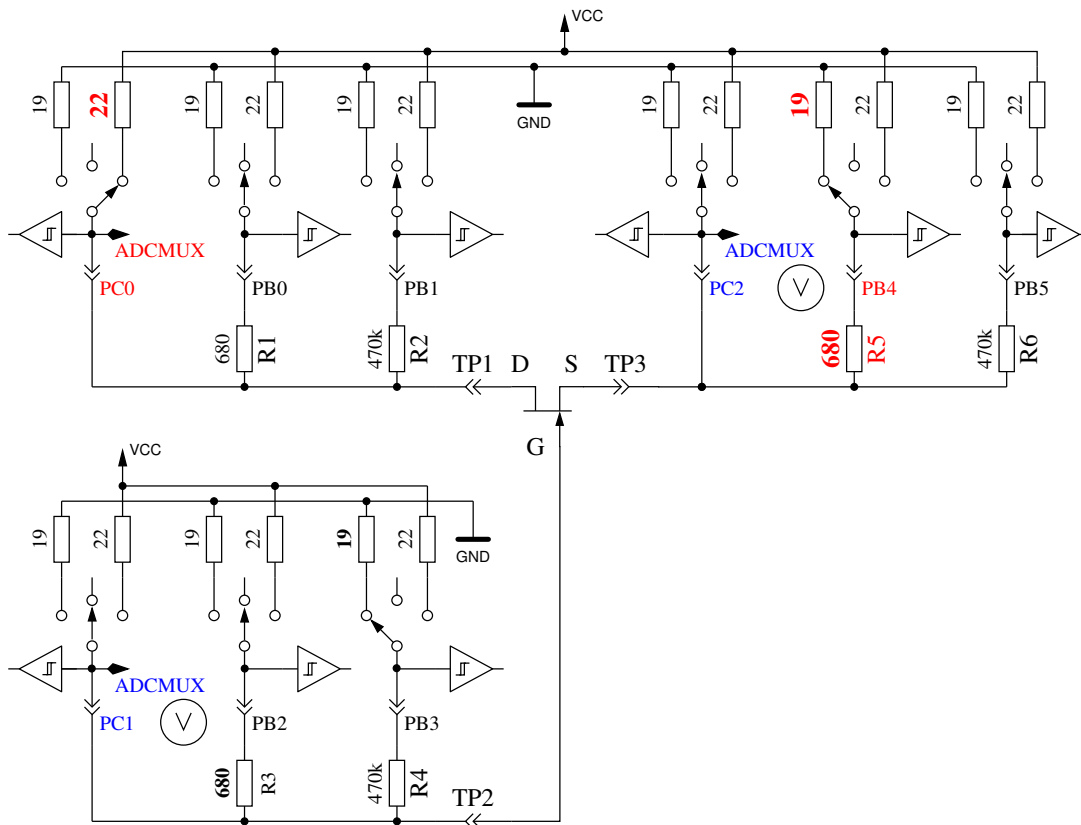 VCC
19 22 19 22 19 22 19 22 19 22 19 22
GND
ADCMUX ADCMUX
PC0 PB0 PB1 PC2 V PB4 PB5
680 R1 470k R2 680 R5 470k R6
TP1 D S TP3
G
VCC
19 22 19 22 19 22
GND
ADCMUX
PC1 V PB2 PB3
680 R3 470k R4
TP2